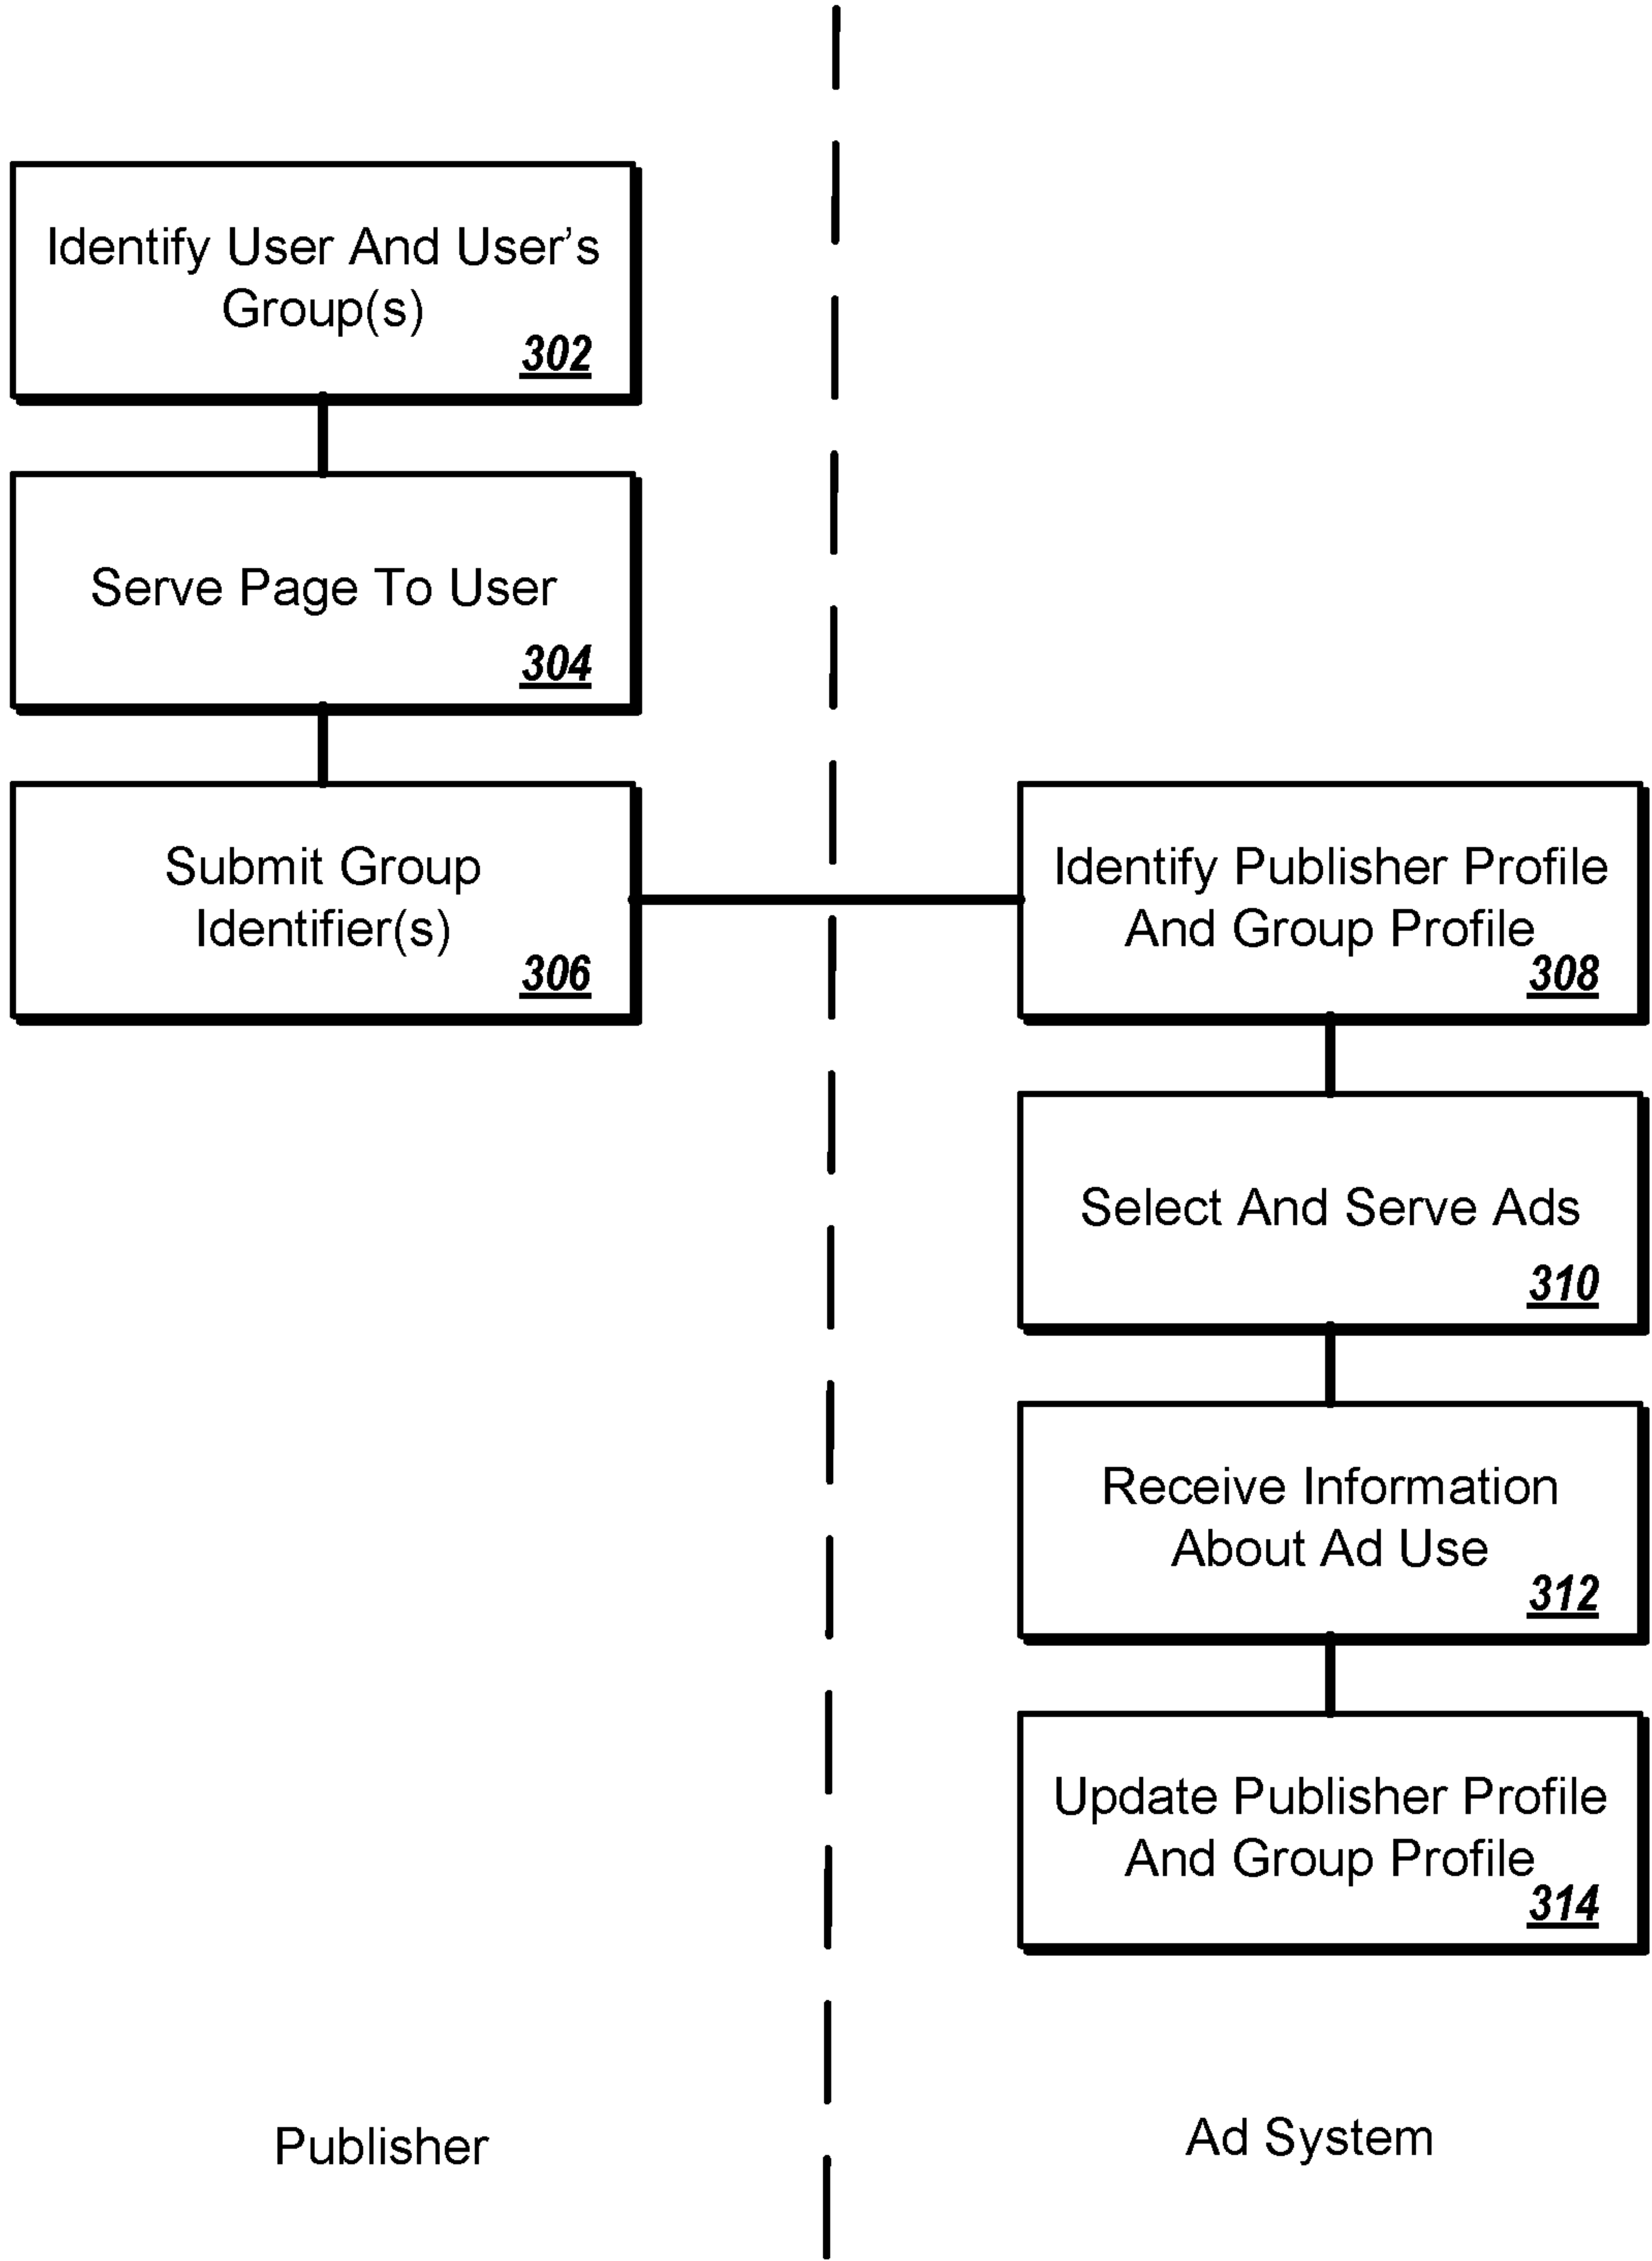 Identify User And User’s
Group(s)
302
Serve Page To User
304
Submit Group
Identifier(s)
306
Identify Publisher Profile
And Group Profile
308
Select And Serve Ads
310
Receive Information
About Ad Use
312
Update Publisher Profile
And Group Profile
314
Publisher
Ad System